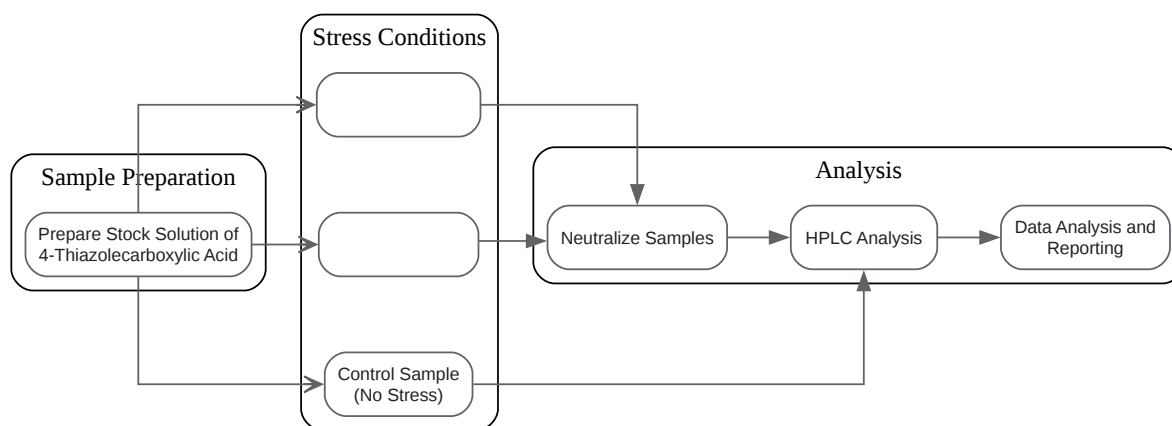 Stress Conditions
Sample Preparation
Prepare Stock Solution of
4-Thiazolecarboxylic Acid
Control Sample
(No Stress)
Analysis
Neutralize Samples
HPLC Analysis
Data Analysis and
Reporting